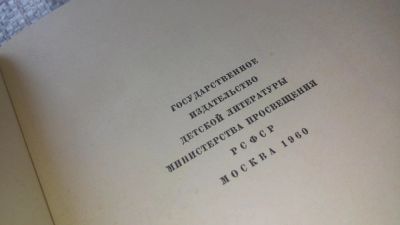 ГОСУДАРСТВЕННОЕ
ИЗДАТЕЛЬСТВО
ДЕТСКОЙ ЛИТЕРАТУРЫ
МИНИСТЕРСТВА ПРОСВЕЩЕНИЯ
РСФСР
МОСКВА 1960